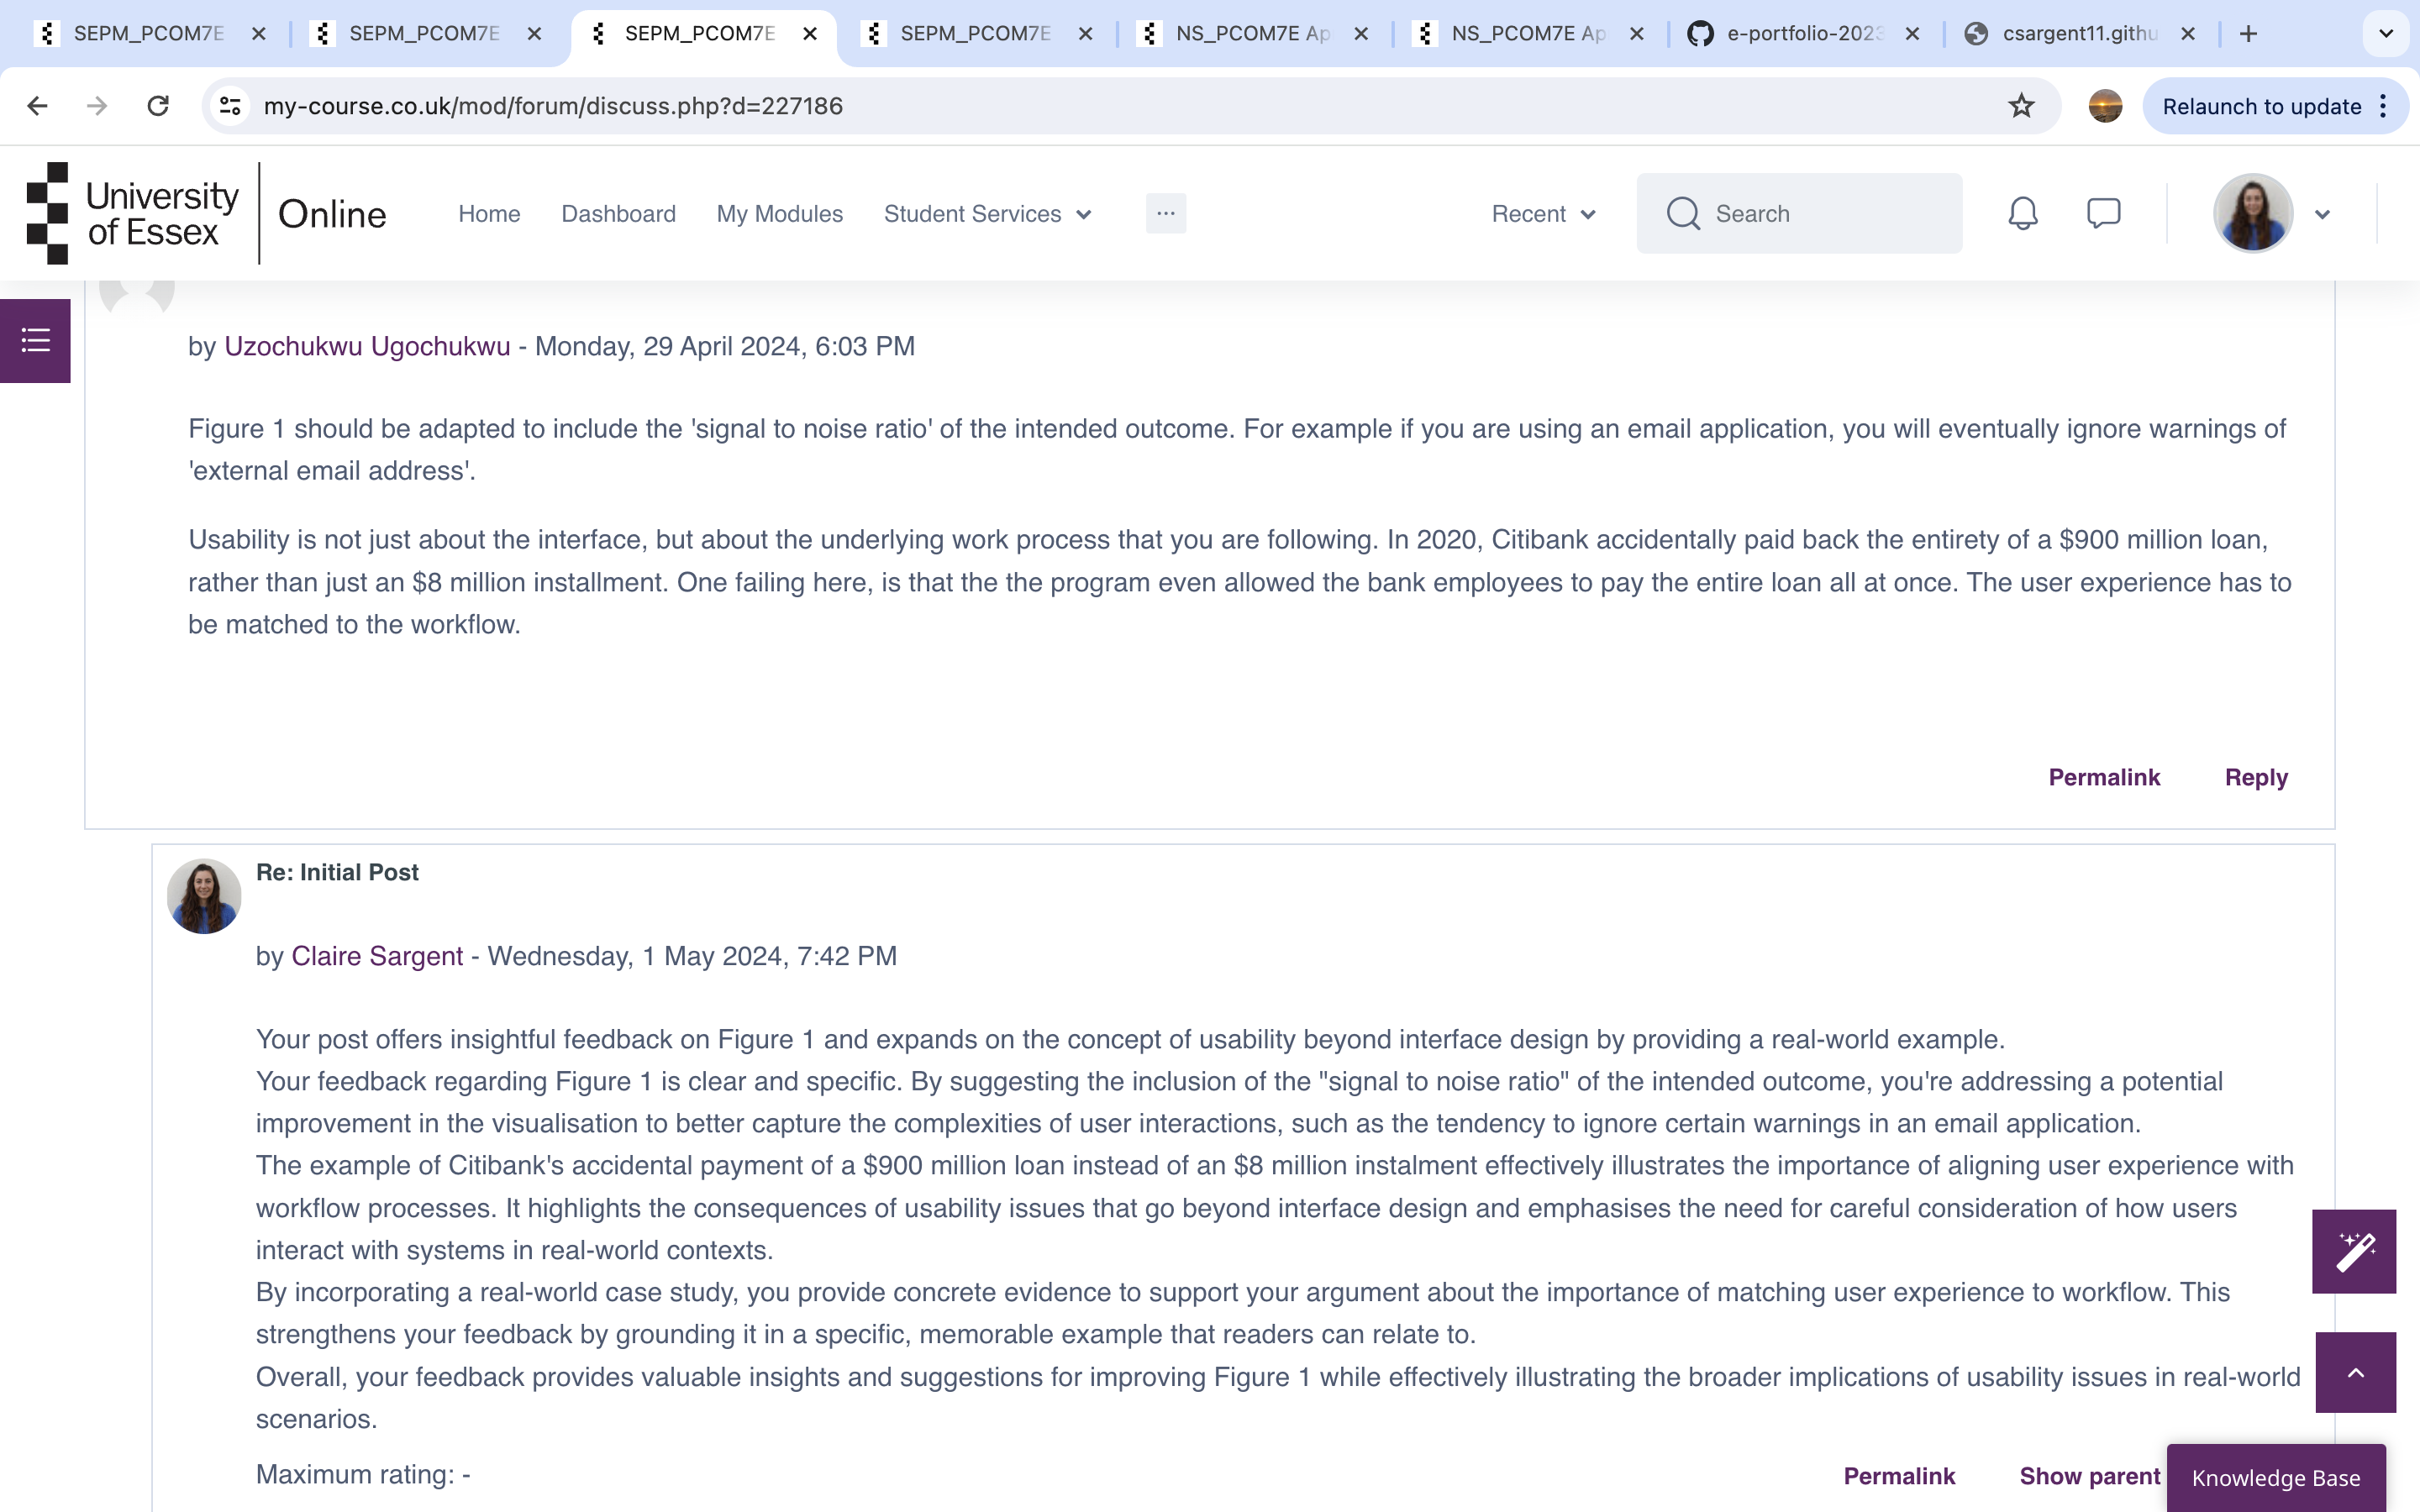 SEPM_PCOM7E
SEPM_PCOM7E
SEPM_PCOM7E
SEPM_PCOM7E
NS_PCOM7E Ap
NS_PCOM7E Ap
e-portfolio-2023
csargent11.githu
my-course.co.uk/mod/forum/discuss.php?d=227186
Relaunch to update
University
of Essex
Online
Home
Dashboard
My Modules
Student Services
Recent
Search
by Uzochukwu Ugochukwu - Monday, 29 April 2024, 6:03 PM
Figure 1 should be adapted to include the 'signal to noise ratio' of the intended outcome. For example if you are using an email application, you will eventually ignore warnings of
'external email address'.
Usability is not just about the interface, but about the underlying work process that you are following. In 2020, Citibank accidentally paid back the entirety of a $900 million loan,
rather than just an $8 million installment. One failing here, is that the the program even allowed the bank employees to pay the entire loan all at once. The user experience has to
be matched to the workflow.
Permalink
Reply
Re: Initial Post
by Claire Sargent - Wednesday, 1 May 2024, 7:42 PM
Your post offers insightful feedback on Figure 1 and expands on the concept of usability beyond interface design by providing a real-world example.
Your feedback regarding Figure 1 is clear and specific. By suggesting the inclusion of the "signal to noise ratio" of the intended outcome, you're addressing a potential
improvement in the visualisation to better capture the complexities of user interactions, such as the tendency to ignore certain warnings in an email application.
The example of Citibank's accidental payment of a $900 million loan instead of an $8 million instalment effectively illustrates the importance of aligning user experience with
workflow processes. It highlights the consequences of usability issues that go beyond interface design and emphasises the need for careful consideration of how users
interact with systems in real-world contexts.
By incorporating a real-world case study, you provide concrete evidence to support your argument about the importance of matching user experience to workflow. This
strengthens your feedback by grounding it in a specific, memorable example that readers can relate to.
Overall, your feedback provides valuable insights and suggestions for improving Figure 1 while effectively illustrating the broader implications of usability issues in real-world
scenarios.
Maximum rating: -
Permalink
Show parent
Knowledge Base